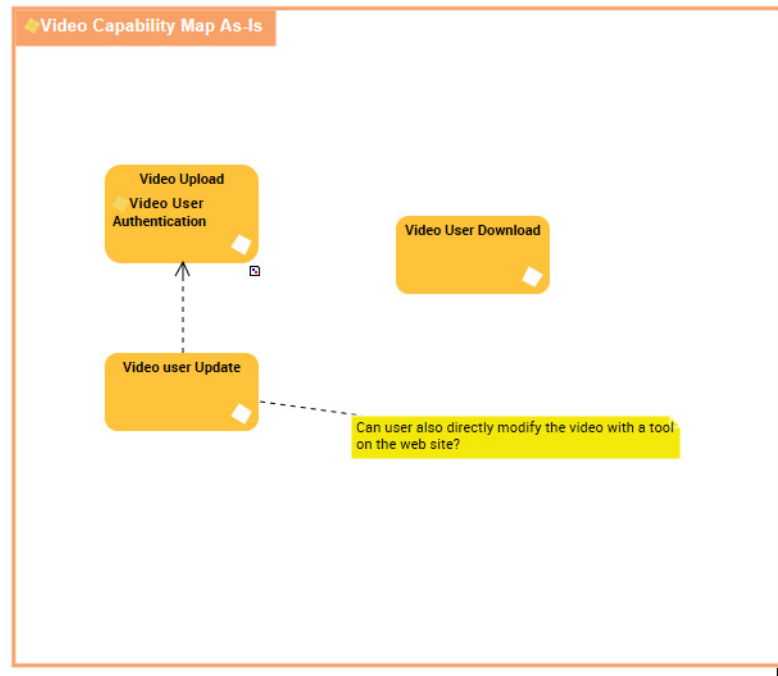 Video Capability Map As-Is
Video Upload
Video User
Authentication
Video User Download
Video user Update
Can user also directly modify the video with a tool
on the web site?